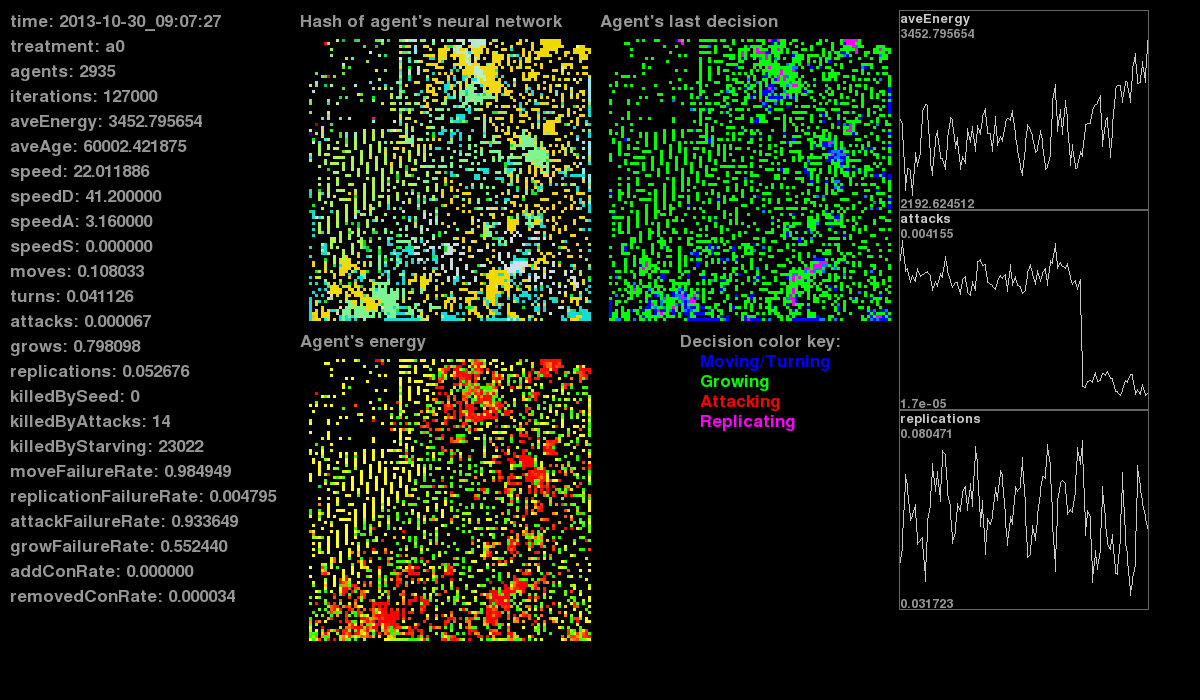 time: 2013-10-30_09:07:27
treatment: a0
agents: 2935
iterations: 127000
aveEnergy: 3452.795654
aveAge: 60002.421875
speed: 22.011886
speedD: 41.200000
speedA: 3.160000
speedS: 0.000000
moves: 0.108033
turns: 0.041126
attacks: 0.000067
grows: 0.798098
replications: 0.052676
killedBySeed: 0
killedByAttacks: 14
killedByStarving: 23022
moveFailureRate: 0.984949
replicationFailureRate: 0.004795
attackFailureRate: 0.933649
growFailureRate: 0.552440
addConRate: 0.000000
removedConRate: 0.000034
Hash of agent's neural network
Agent's last decision
Agent's energy
Decision color key:
Moving/Turning
Growing
Attacking
Replicating
aveEnergy
3452.795654
2192.624512
attacks
0.004155
1.7e-05
replications
0.080471
0.031723